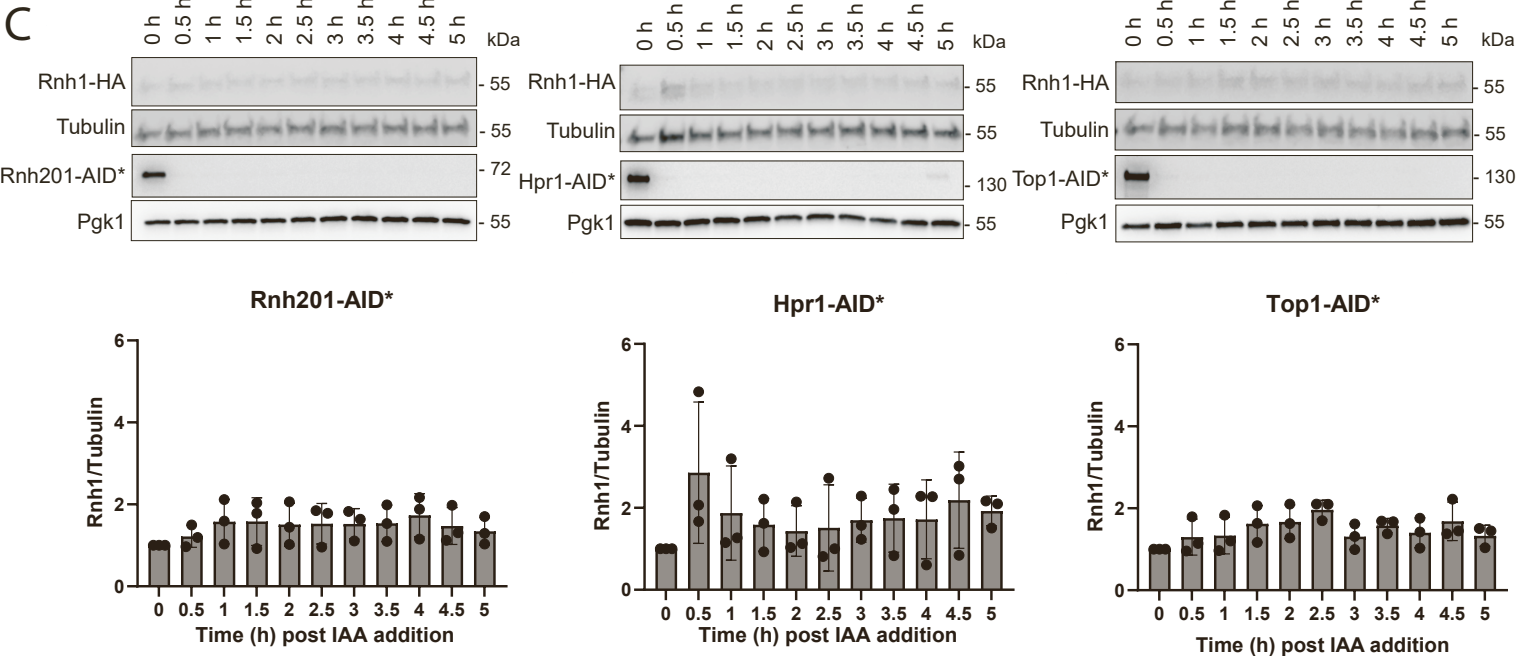 C
0 h 0.5 h 1 h 1.5 h 2 h 2.5 h 3 h 3.5 h 4 h 4.5 h 5 h kDa
Rnh1-HA - 55
Tubulin - 55
Rnh201-AID* - 72
Pgk1 - 55
0 h 0.5 h 1 h 1.5 h 2 h 2.5 h 3 h 3.5 h 4 h 4.5 h 5 h kDa
Rnh1-HA - 55
Tubulin - 55
Hpr1-AID* - 130
Pgk1 - 55
0 h 0.5 h 1 h 1.5 h 2 h 2.5 h 3 h 3.5 h 4 h 4.5 h 5 h kDa
Rnh1-HA - 55
Tubulin - 55
Top1-AID* - 130
Pgk1 - 55
Rnh201-AID*
Rnh1/Tubulin
6
4
2
0
0 0.5 1 1.5 2 2.5 3 3.5 4 4.5 5
Time (h) post IAA addition
Hpr1-AID*
Rnh1/Tubulin
6
4
2
0
0 0.5 1 1.5 2 2.5 3 3.5 4 4.5 5
Time (h) post IAA addition
Top1-AID*
Rnh1/Tubulin
6
4
2
0
0 0.5 1 1.5 2 2.5 3 3.5 4 4.5 5
Time (h) post IAA addition